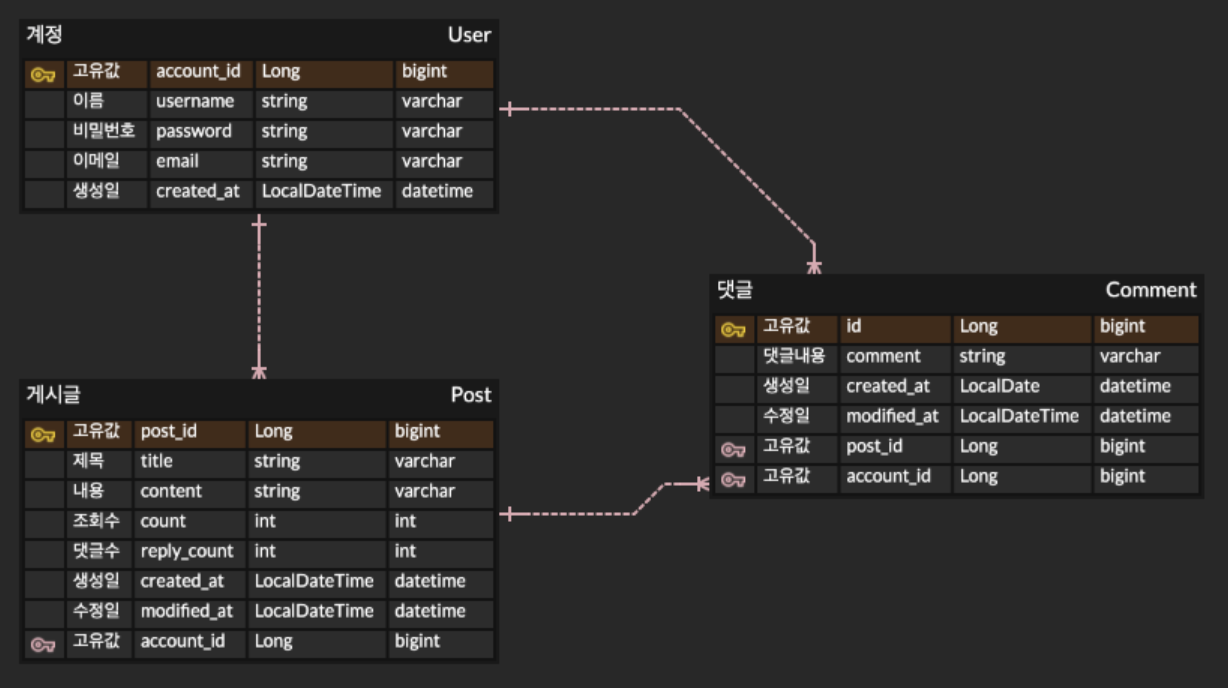 계정 User
고유값 account_id Long bigint
이름 username string varchar
비밀번호 password string varchar
이메일 email string varchar
생성일 created_at LocalDateTime datetime
게시글 Post
고유값 post_id Long bigint
제목 title string varchar
내용 content string varchar
조회수 count int int
댓글수 reply_count int int
생성일 created_at LocalDateTime datetime
수정일 modified_at LocalDateTime datetime
고유값 account_id Long bigint
댓글 Comment
고유값 id Long bigint
댓글내용 comment string varchar
생성일 created_at LocalDate datetime
수정일 modified_at LocalDateTime datetime
고유값 post_id Long bigint
고유값 account_id Long bigint